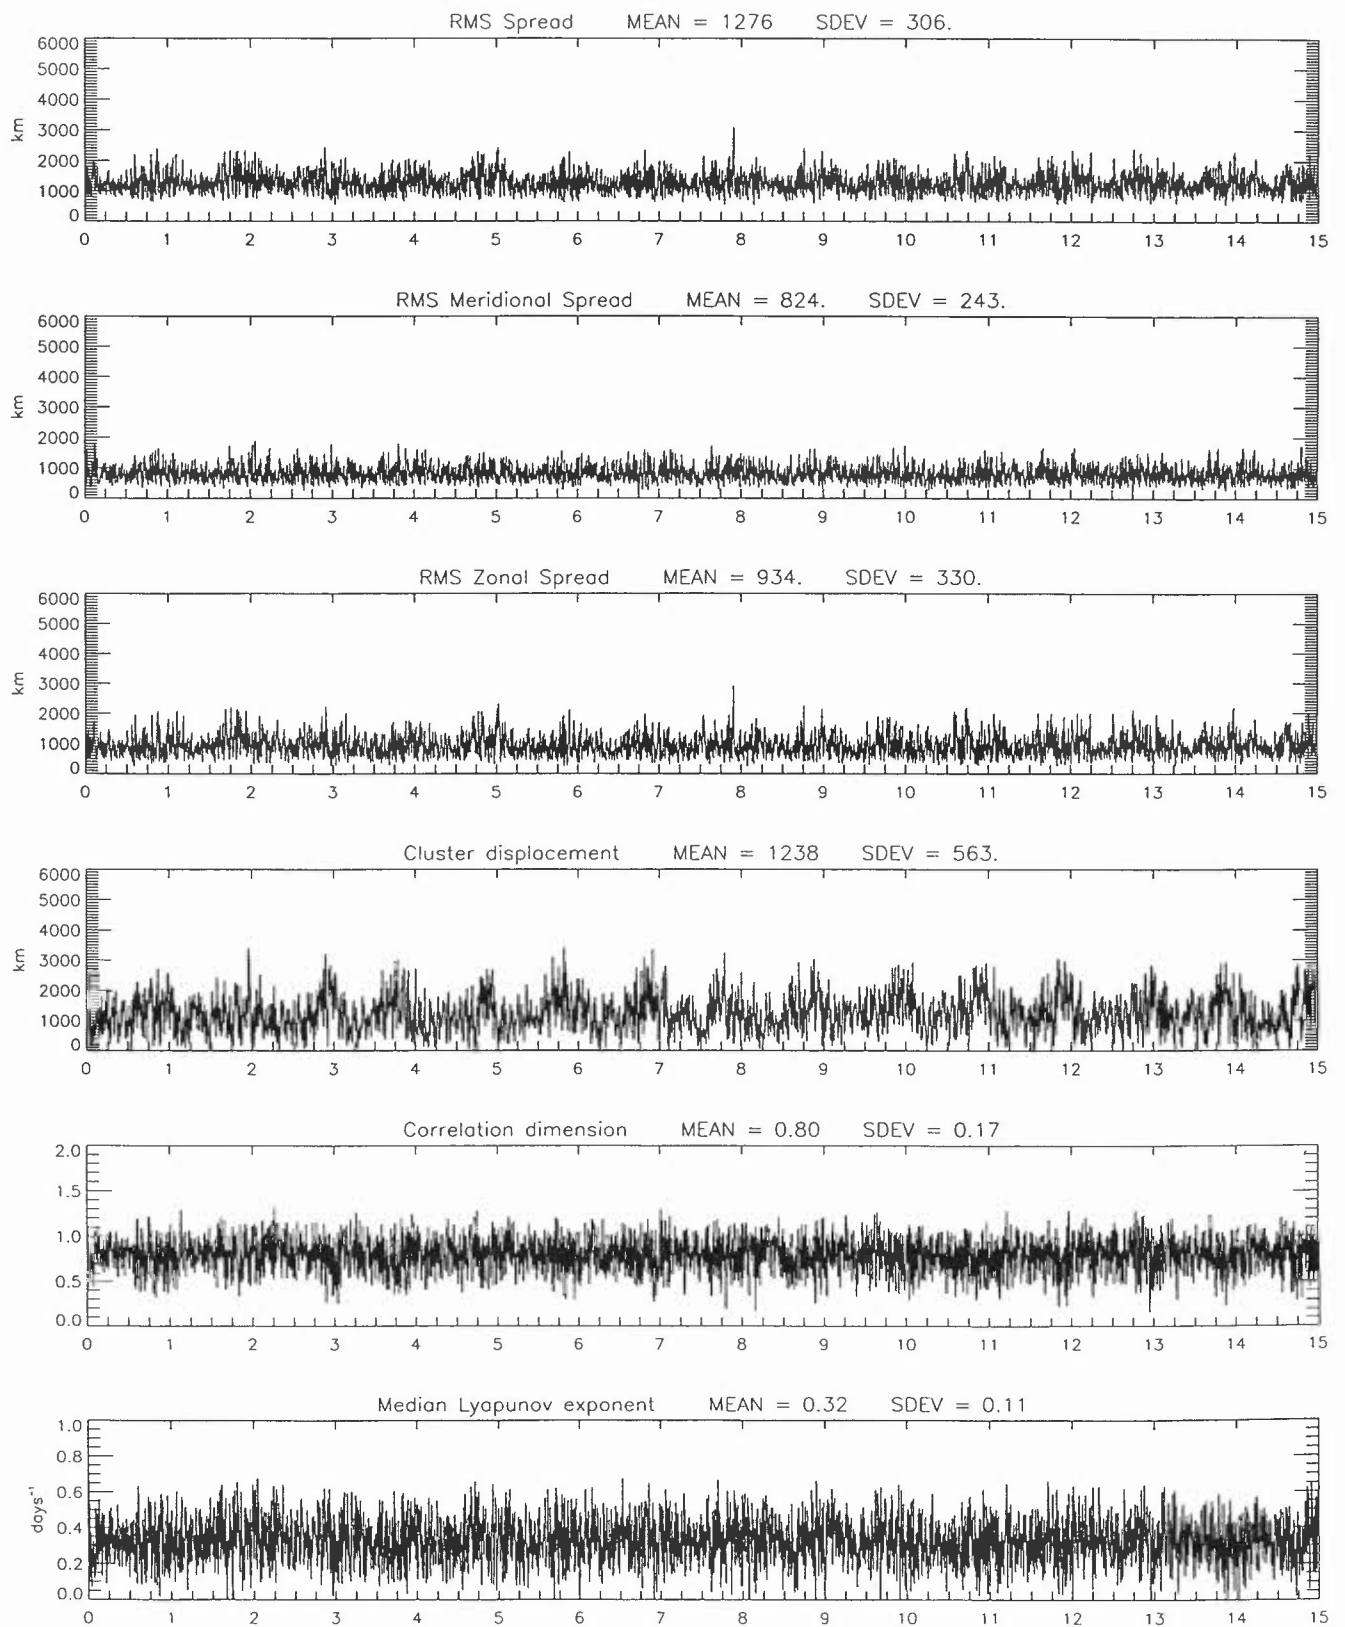 RMS Spread MEAN = 1276 SDEV = 306.
6000
5000
4000
3000
2000
1000
0
km
0 1 2 3 4 5 6 7 8 9 10 11 12 13 14 15
RMS Meridional Spread MEAN = 824. SDEV = 243.
6000
5000
4000
3000
2000
1000
0
km
0 1 2 3 4 5 6 7 8 9 10 11 12 13 14 15
RMS Zonal Spread MEAN = 934. SDEV = 330.
6000
5000
4000
3000
2000
1000
0
km
0 1 2 3 4 5 6 7 8 9 10 11 12 13 14 15
Cluster displacement MEAN = 1238 SDEV = 563.
6000
5000
4000
3000
2000
1000
0
km
0 1 2 3 4 5 6 7 8 9 10 11 12 13 14 15
Correlation dimension MEAN = 0.80 SDEV = 0.17
2.0
1.5
1.0
0.5
0.0
0 1 2 3 4 5 6 7 8 9 10 11 12 13 14 15
Median Lyapunov exponent MEAN = 0.32 SDEV = 0.11
1.0
0.8
0.6
0.4
0.2
0.0
days⁻¹
0 1 2 3 4 5 6 7 8 9 10 11 12 13 14 15